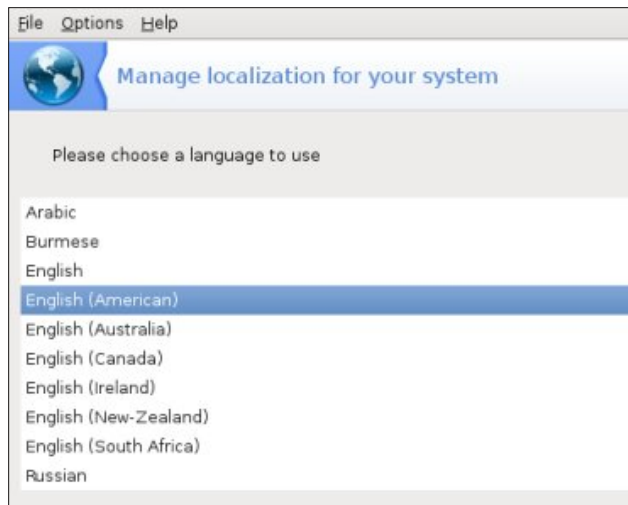 File Options Help
Manage localization for your system
Please choose a language to use
Arabic
Burmese
English
English (American)
English (Australia)
English (Canada)
English (Ireland)
English (New-Zealand)
English (South Africa)
Russian